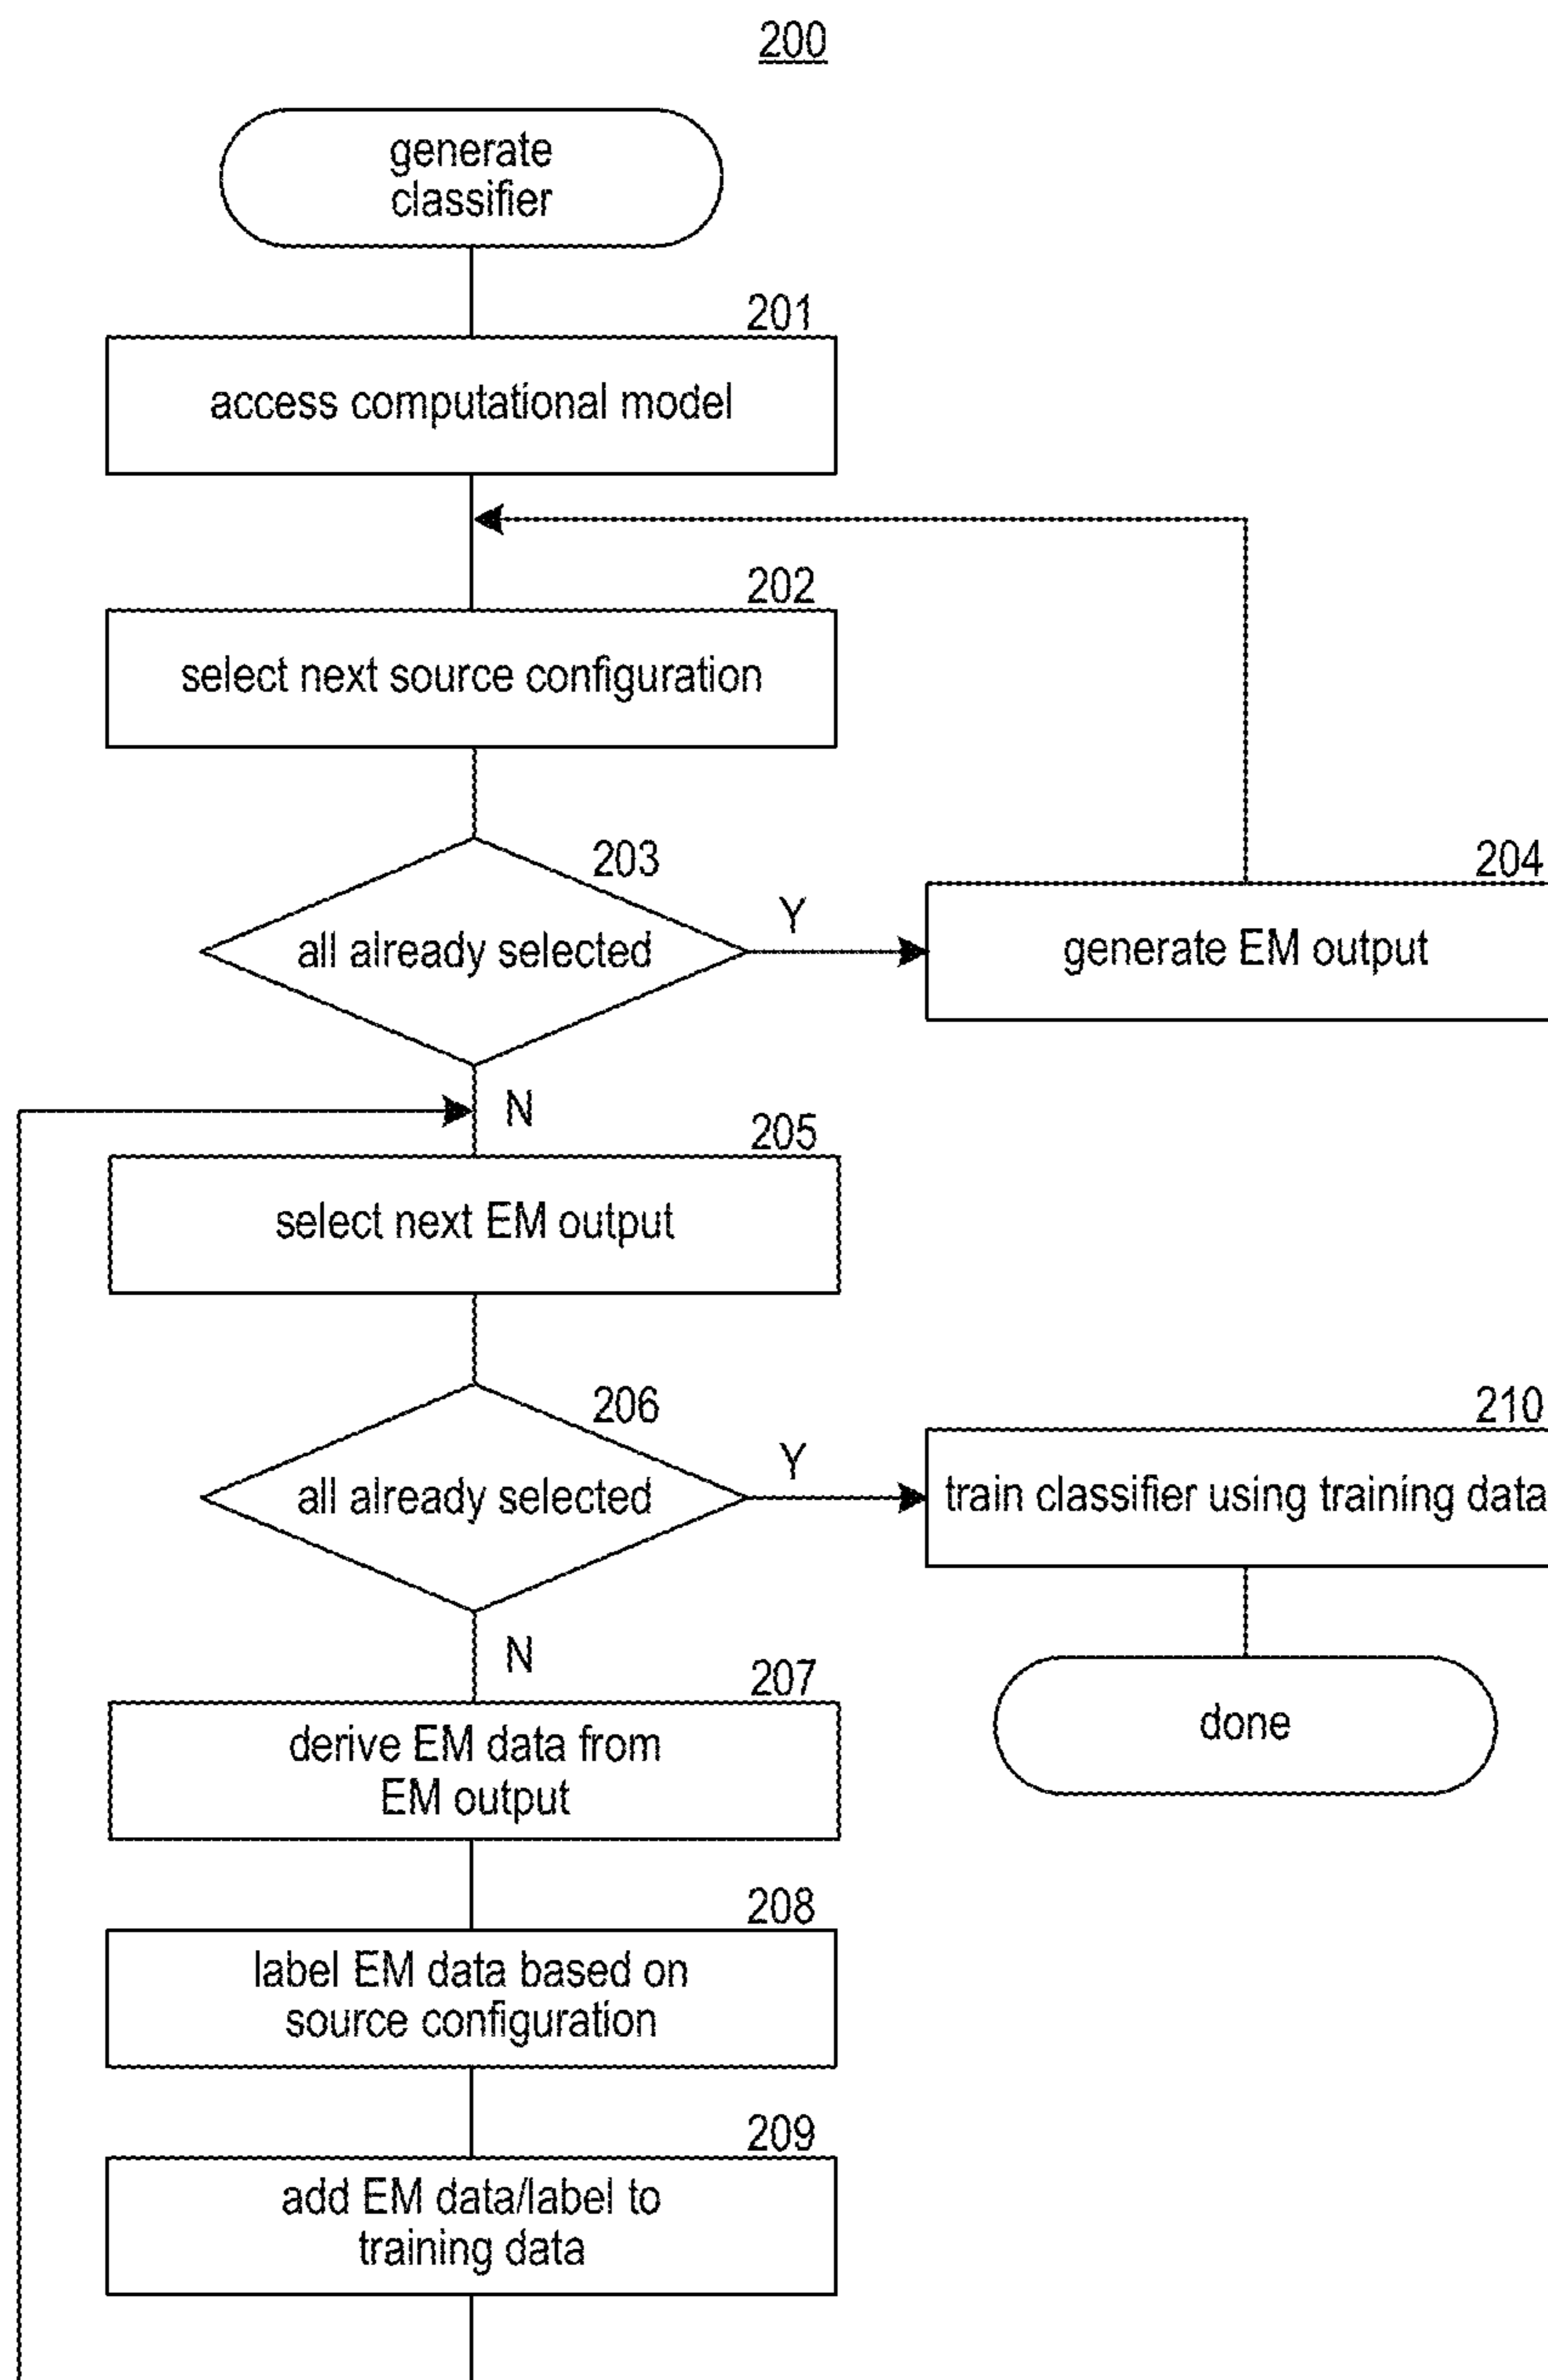 200
generate
classifier
201
access computational model
202
select next source configuration
203
all already selected
Y
204
generate EM output
N
205
select next EM output
206
all already selected
Y
210
train classifier using training data
N
done
207
derive EM data from
EM output
208
label EM data based on
source configuration
209
add EM data/label to
training data